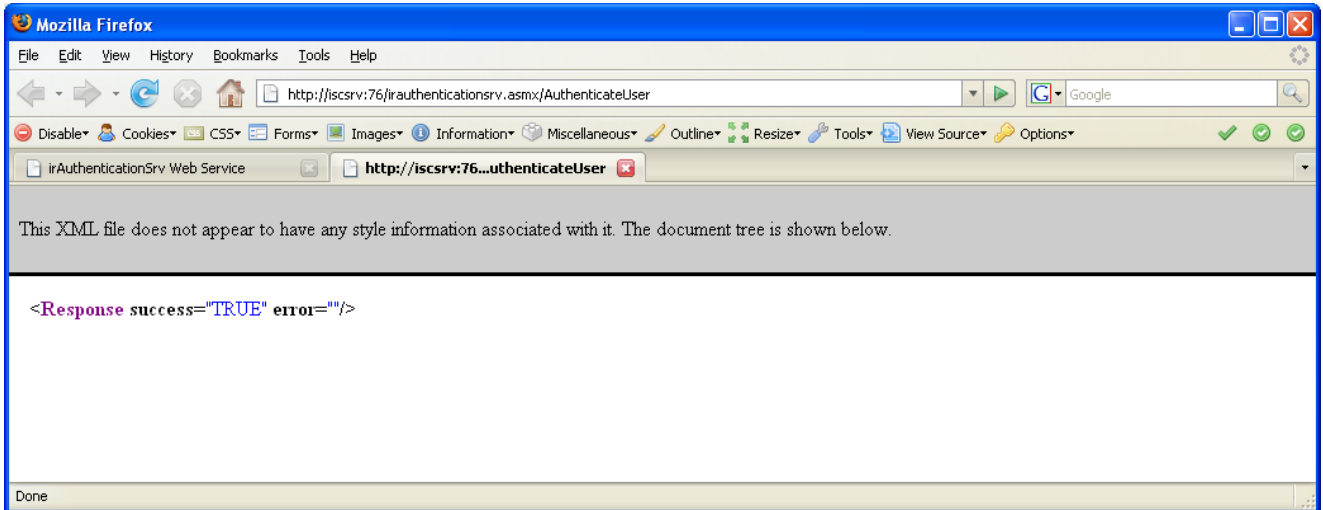 Mozilla Firefox
File Edit View History Bookmarks Tools Help
http://iscsrv:76/irauthenticationsrv.asmx/AuthenticateUser G Google
Disable Cookies CSS CSS Forms Images Information Miscellaneous Outline Resize Tools View Source Options
irAuthenticationSrv Web Service http://iscsrv:76...uthenticateUser
This XML file does not appear to have any style information associated with it. The document tree is shown below.
<Response success="TRUE" error=""/>
Done